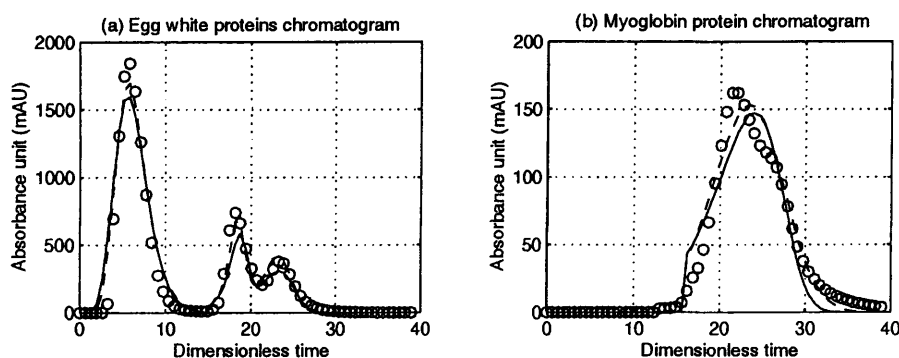 (a) Egg white proteins chromatogram
2000
1500
1000
500
0
0 10 20 30 40
Absorbance unit (mAU)
Dimensionless time
(b) Myoglobin protein chromatogram
200
150
100
50
0
0 10 20 30 40
Absorbance unit (mAU)
Dimensionless time